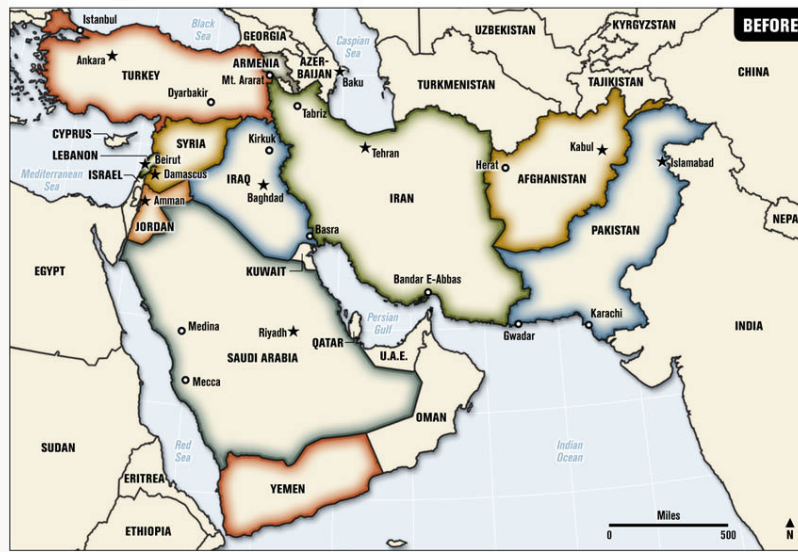 BEFORE
Istanbul
Black
Sea
GEORGIA
Caspian
Sea
UZBEKISTAN
KYRGYZSTAN
Ankara
TURKEY
ARMENIA
AZER-
BAIJAN
Mt. Ararat
Baku
TURKMENISTAN
TAJIKISTAN
CHINA
Dyarbakir
Tabriz
CYPRUS
SYRIA
Kirkuk
Tehran
Kabul
LEBANON
Beirut
Herat
Islamabad
Mediterranean
Sea
ISRAEL
Damascus
IRAQ
AFGHANISTAN
Baghdad
IRAN
Amman
JORDAN
Basra
PAKISTAN
NEPA
EGYPT
KUWAIT
Bandar E-Abbas
Medina
Riyadh
Persian
Gulf
Karachi
INDIA
QATAR
Gwadar
SAUDI ARABIA
U.A.E.
Mecca
OMAN
SUDAN
Red
Sea
Indian
Ocean
ERITREA
YEMEN
Miles
0
500
N
ETHIOPIA